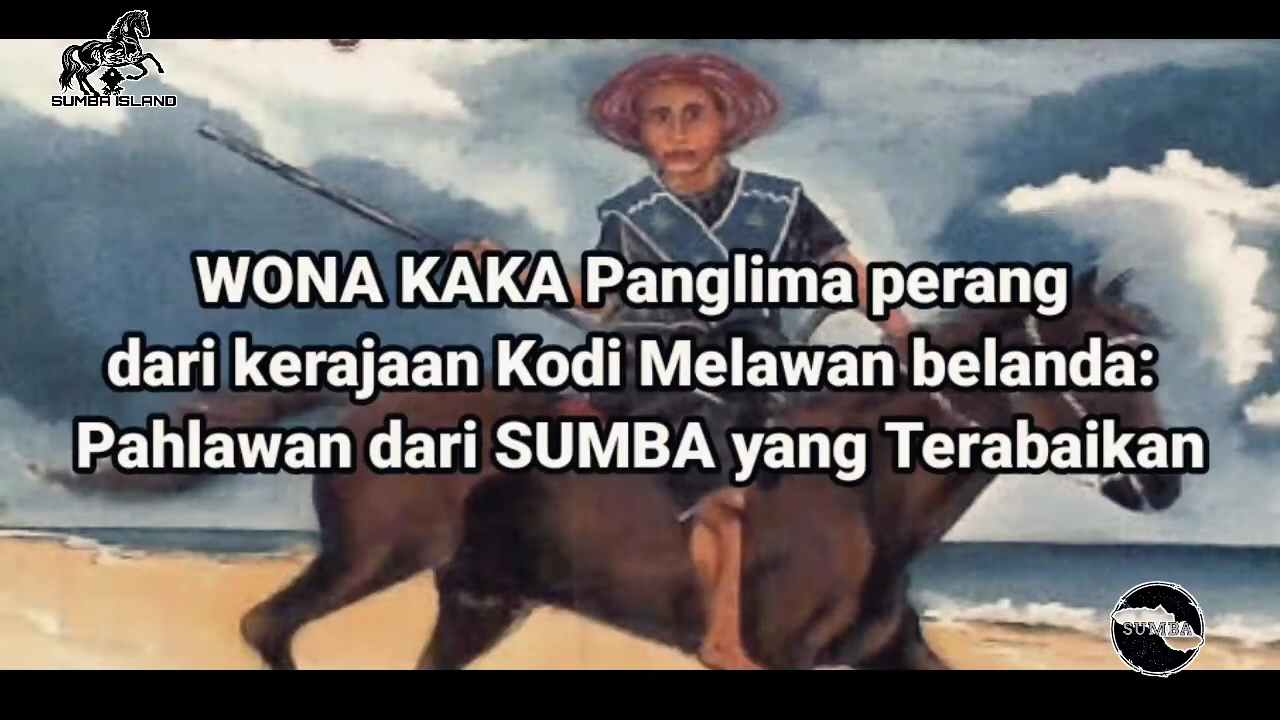 SUMBA ISLAND
WONA KAKA Panglima perang
dari kerajaan Kodi Melawan belanda:
Pahlawan dari SUMBA yang Terabaikan
SUMBA